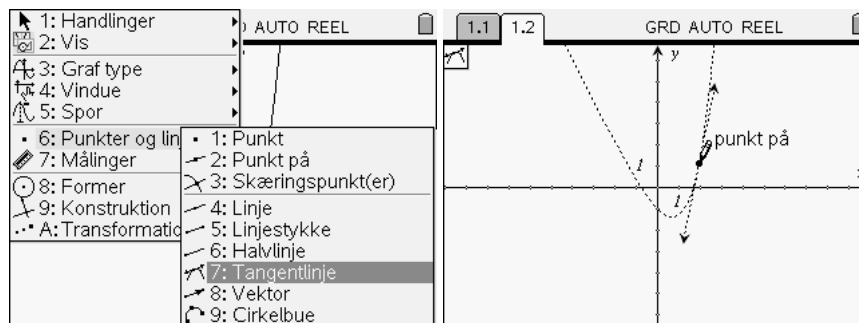 1: Handlinger
2: Vis
3: Graf type
4: Vindue
5: Spor
6: Punkter og linj
7: Målinger
8: Former
9: Konstruktion
A: Transformatio
AUTO REEL
1: Punkt
2: Punkt på
3: Skæringspunkt(er)
4: Linje
5: Linjestykke
6: Halvlinje
7: Tangentlinje
8: Vektor
9: Cirkelbue
1.1 1.2 GRD AUTO REEL
y
punkt på
1
1